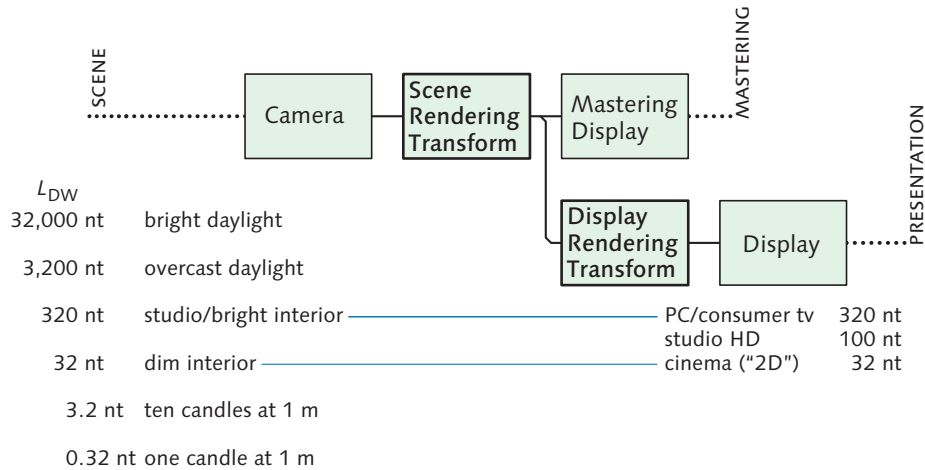 SCENE
MASTERING
PRESENTATION
Camera
Scene
Rendering
Transform
Mastering
Display
Display
Rendering
Transform
Display
LDW
32,000 nt bright daylight
3,200 nt overcast daylight
320 nt studio/bright interior PC/consumer tv 320 nt
studio HD 100 nt
32 nt dim interior cinema (“2D”) 32 nt
3.2 nt ten candles at 1 m
0.32 nt one candle at 1 m